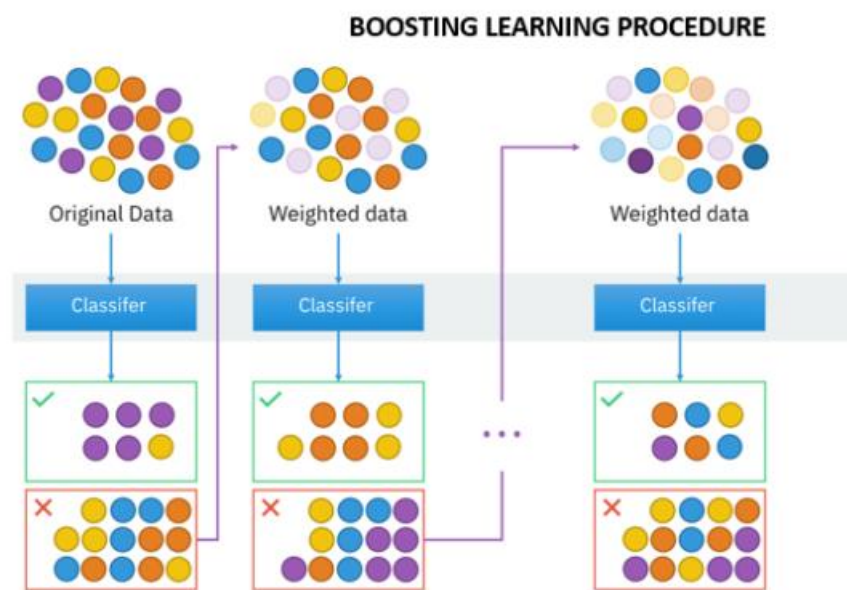 BOOSTING LEARNING PROCEDURE
Original Data
Weighted data
Weighted data
Classifer
Classifer
Classifer